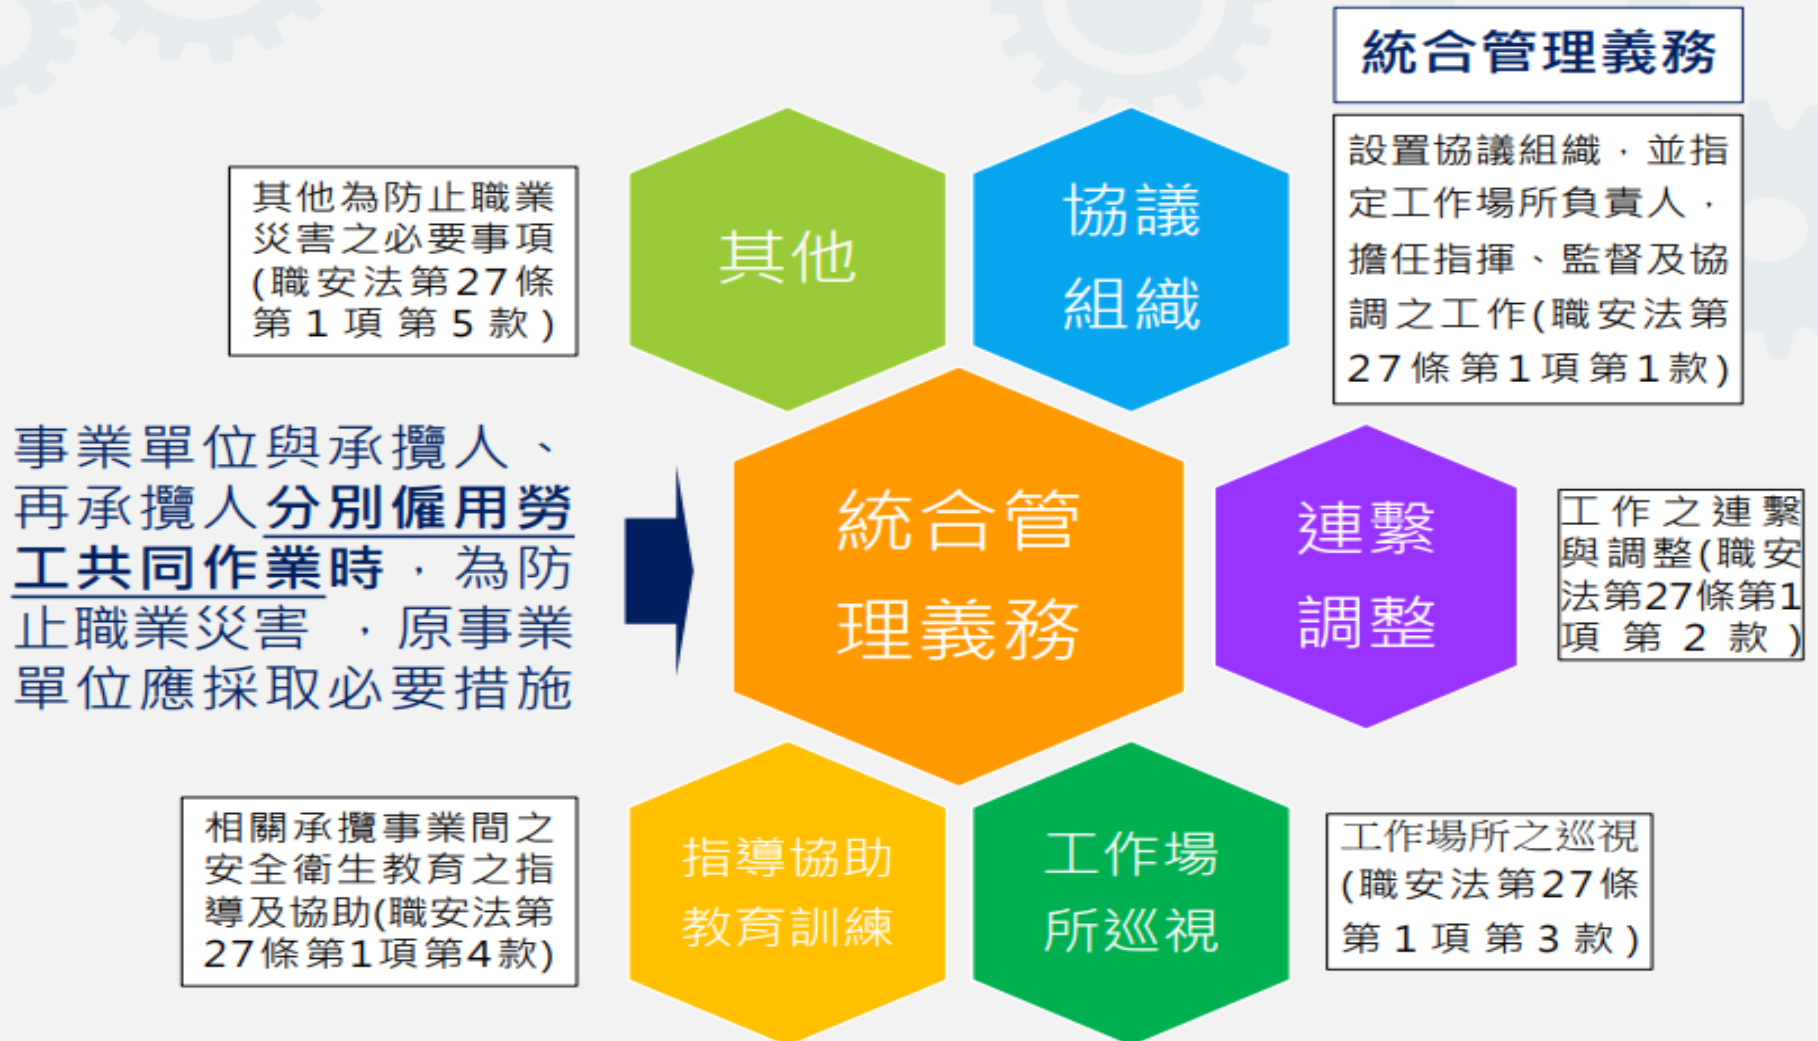 統合管理義務
設置協議組織，並指
定工作場所負責人，
擔任指揮、監督及協
調之工作(職安法第
27條第1項第1款)
其他為防止職業
災害之必要事項
(職安法第27條
第1項第5款)
其他
協議
組織
事業單位與承攬人、
再承攬人分別僱用勞
工共同作業時，為防
止職業災害，原事業
單位應採取必要措施
統合管
理義務
連繫
調整
工作之連繫
與調整(職安
法第27條第1
項第2款)
相關承攬事業間之
安全衛生教育之指
導及協助(職安法第
27條第1項第4款)
指導協助
教育訓練
工作場
所巡視
工作場所之巡視
(職安法第27條
第1項第3款)